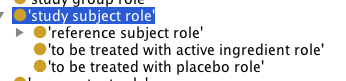 'study group role'
'study subject role'
'reference subject role'
'to be treated with active ingredient role'
'to be treated with placebo role'